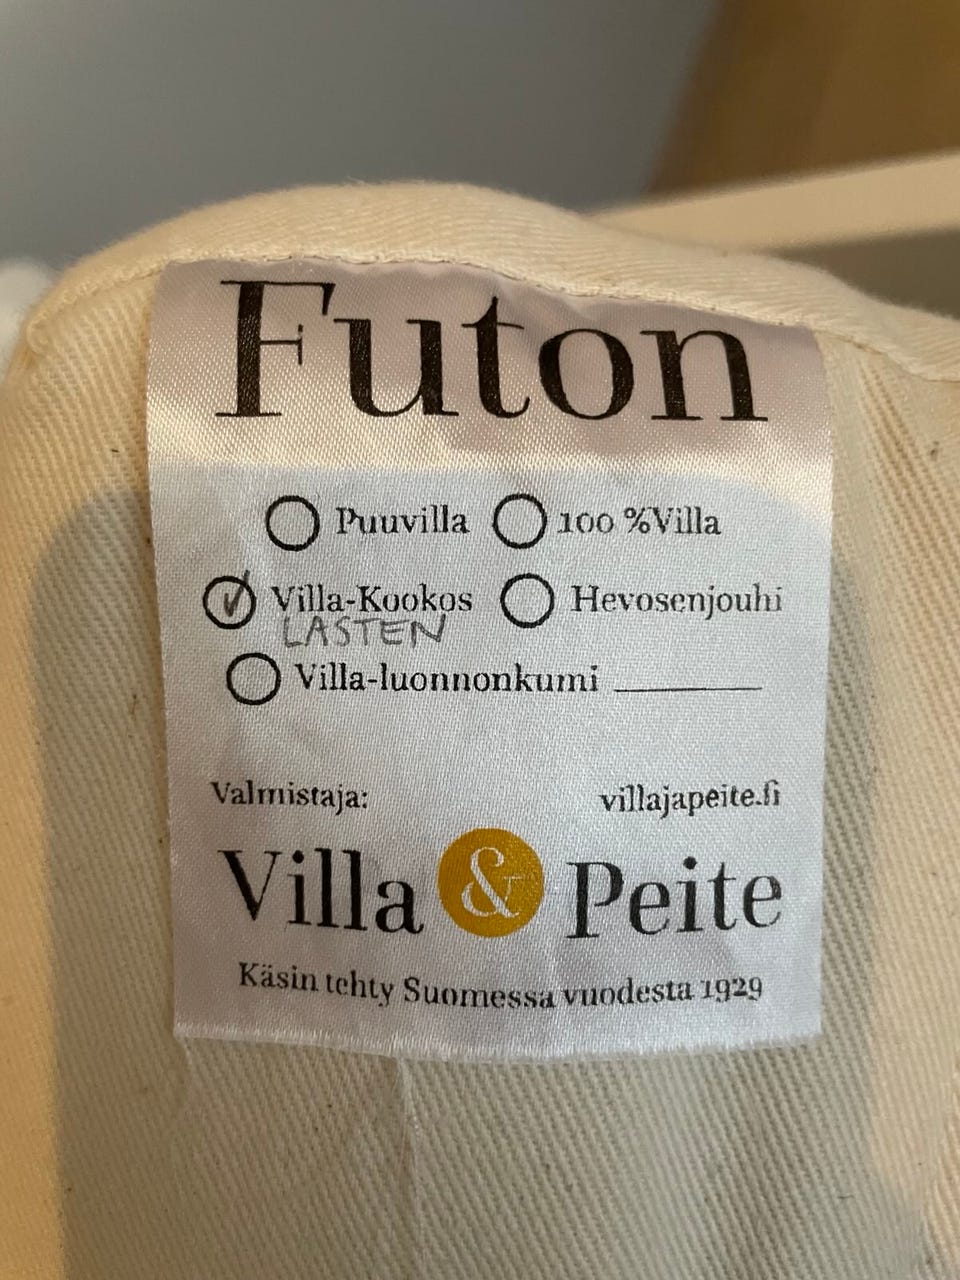 Futon
Puuvilla 100 %Villa
Villa-Kookos Hevosenjouhi
LASTEN
Villa-luonnonkumi ________
Valmistaja: villajapeite.fi
Villa & Peite
Käsin tehty Suomessa vuodesta 1929